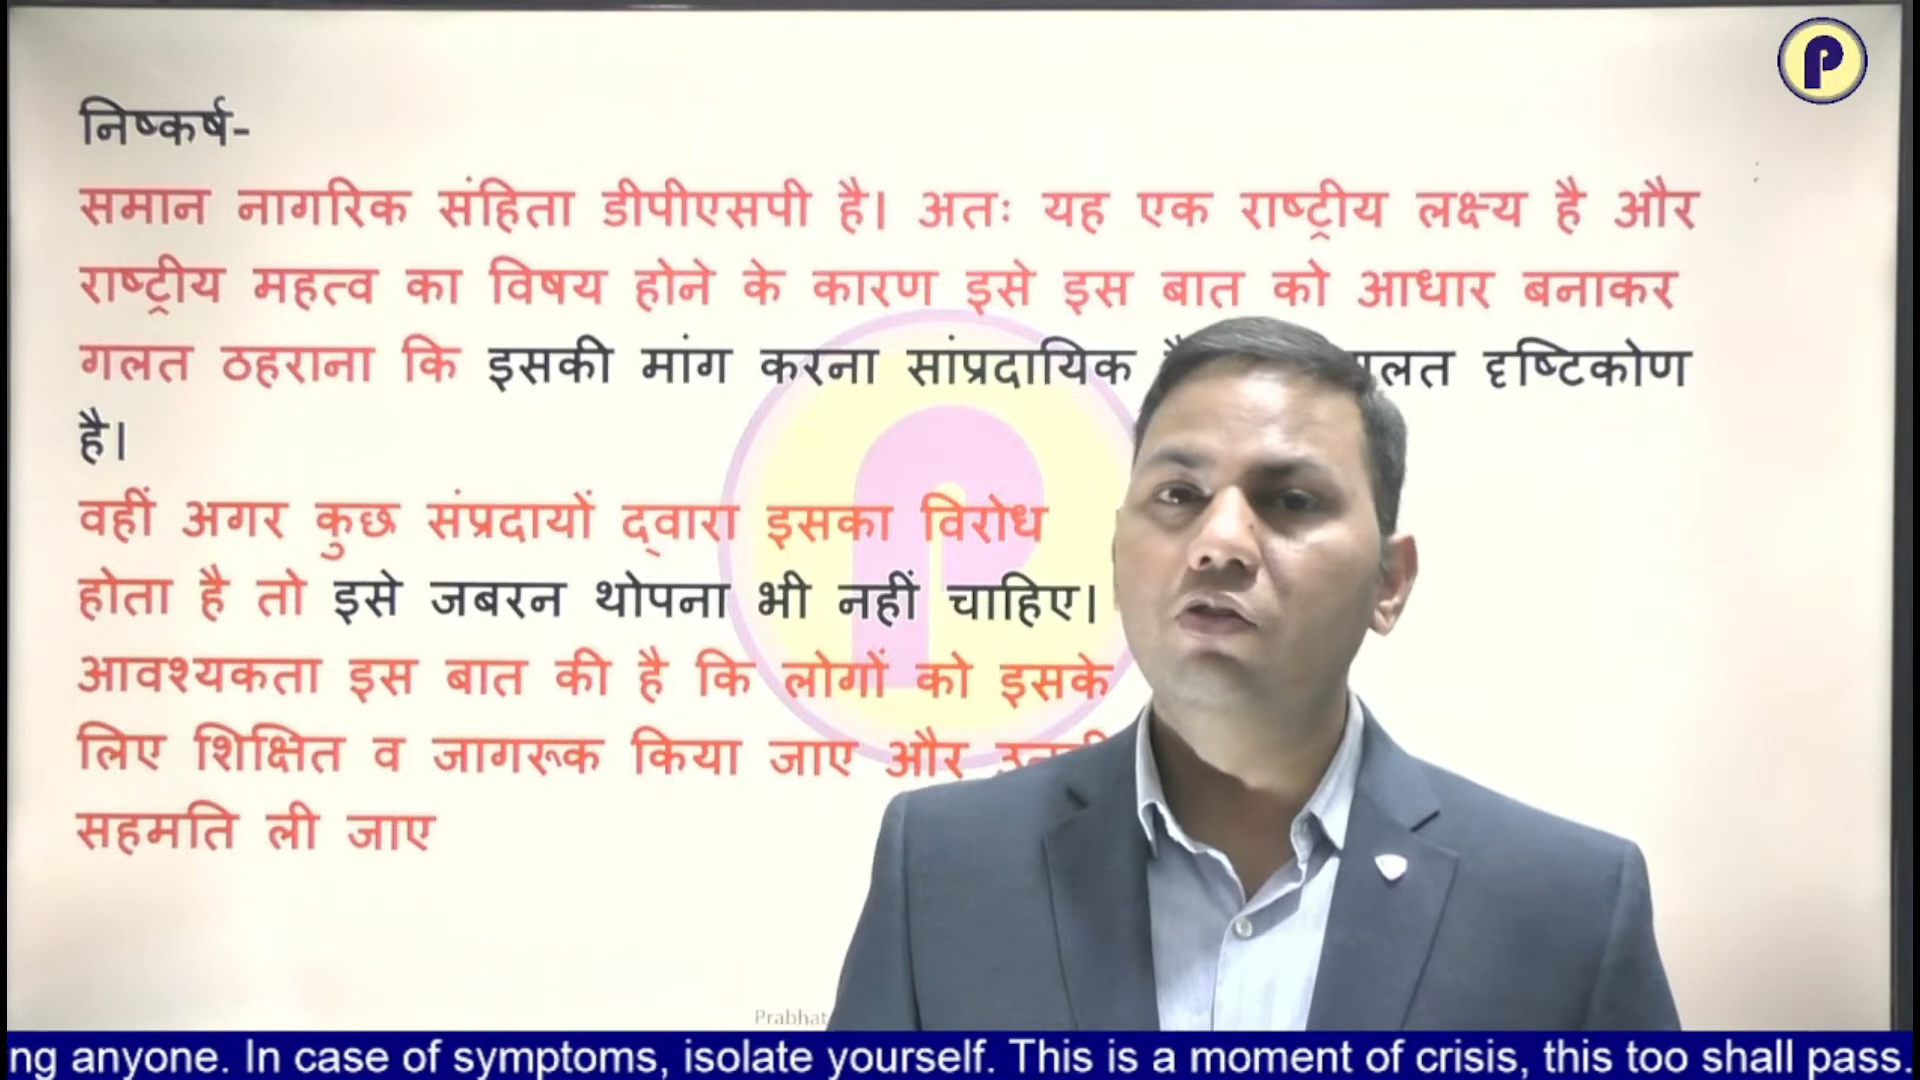 निष्कर्ष-
समान नागरिक संहिता डीपीएसपी है। अतः यह एक राष्ट्रीय लक्ष्य है और
राष्ट्रीय महत्व का विषय होने के कारण इसे इस बात को आधार बनाकर
गलत ठहराना कि इसकी मांग करना सांप्रदायिक दृष्टिकोण
है।
वहीं अगर कुछ संप्रदायों द्वारा इसका विरोध
होता है तो इसे जबरन थोपना भी नहीं चाहिए।
आवश्यकता इस बात की है कि लोगों को इसके
लिए शिक्षित व जागरूक किया जाए और
सहमति ली जाए
Prabhat
ng anyone. In case of symptoms, isolate yourself. This is a moment of crisis, this too shall pass.
P